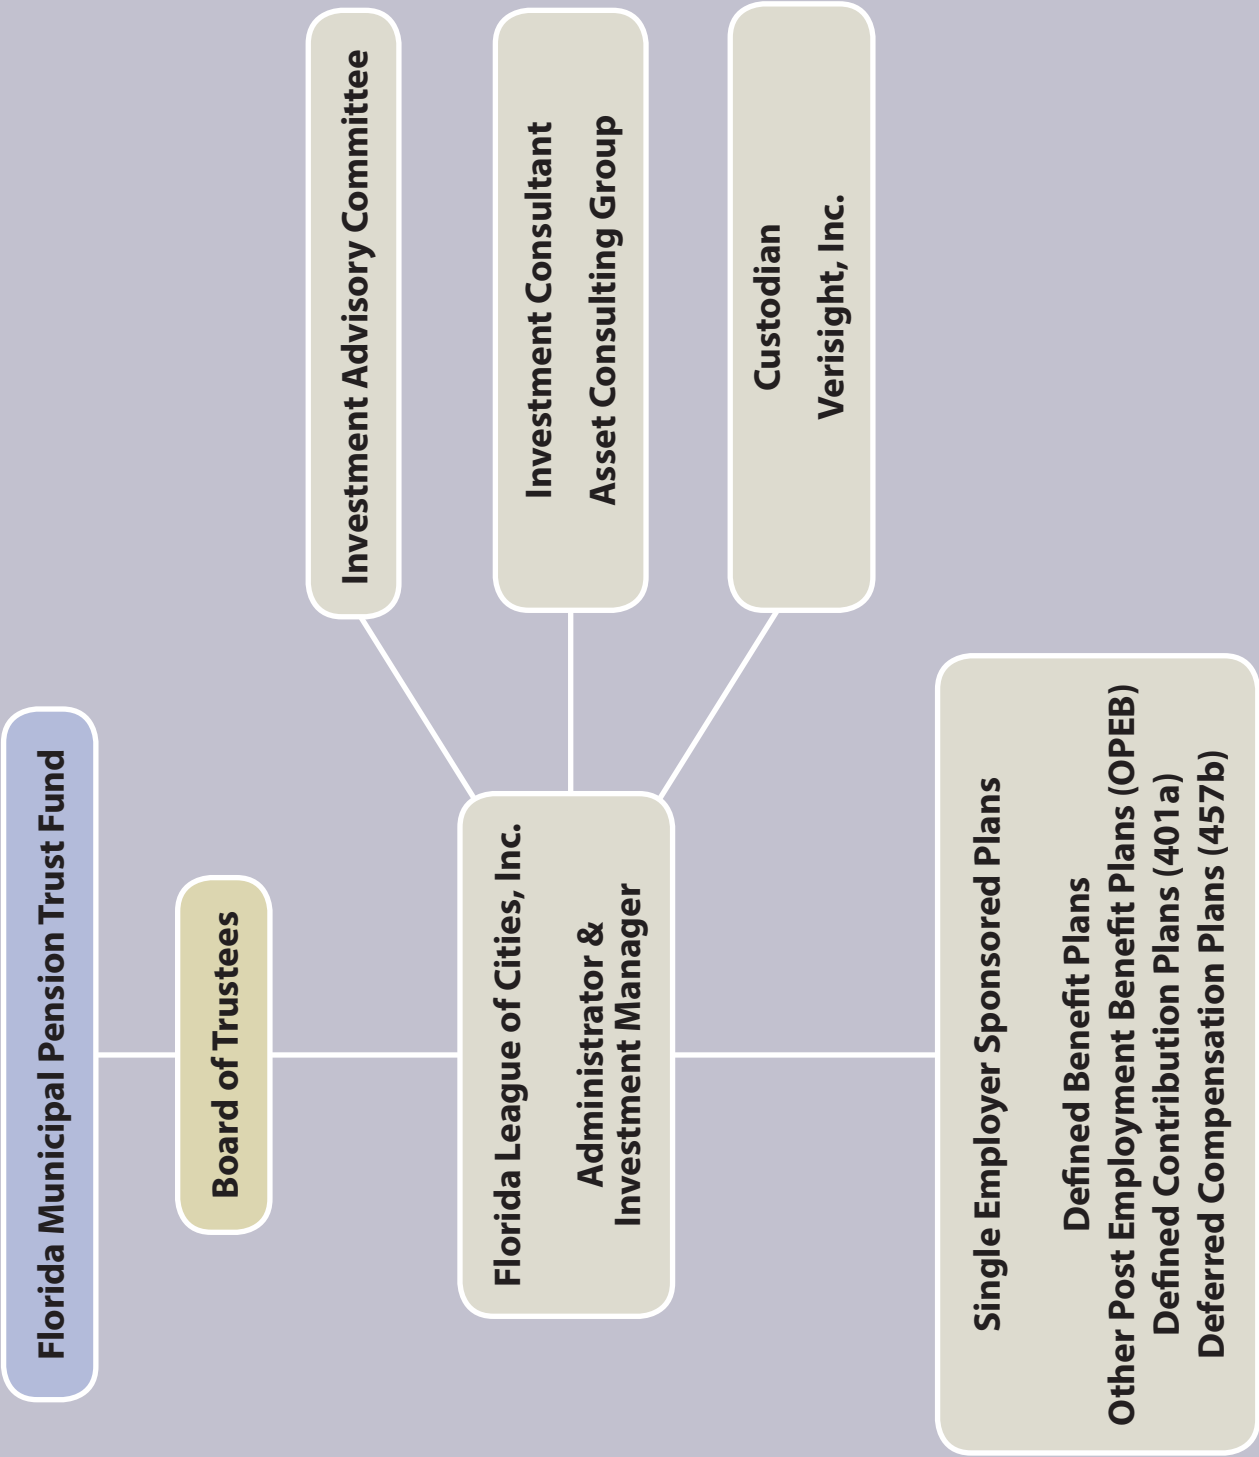 Florida Municipal Pension Trust Fund
Board of Trustees
Investment Advisory Committee
Florida League of Cities, Inc.
Administrator &
Investment Manager
Investment Consultant
Asset Consulting Group
Custodian
Verisight, Inc.
Single Employer Sponsored Plans
Defined Benefit Plans
Other Post Employment Benefit Plans (OPEB)
Defined Contribution Plans (401a)
Deferred Compensation Plans (457b)